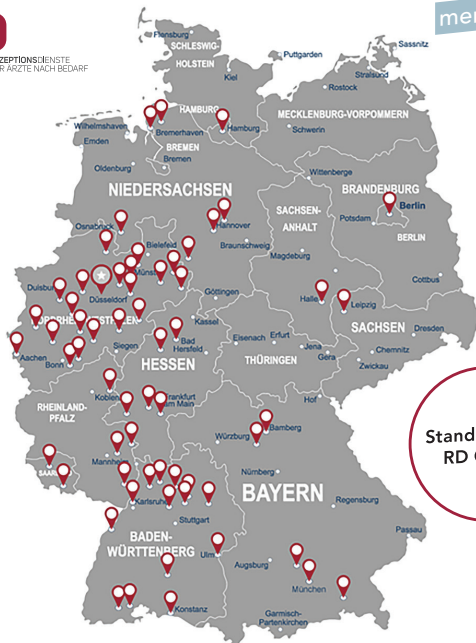 ZEPTIONSDIENSTE
R ÄRZTE NACH BEDARF
mer
Flensburg
Sassnitz
SCHLESWIG-
HOLSTEIN
Puttgarden
Kiel
Stralsund
Rostock
HAMBURG
MECKLENBURG-VORPOMMERN
Wilhelmshaven
Bremerhaven
Hamburg
Schwerin
Emden
BREMEN
Oldenburg
Bremen
Wittenberge
NIEDERSACHSEN
BRANDENBURG
SACHSEN-
ANHALT
Berlin
Osnabrück
Hannover
Potsdam
BERLIN
Bielefeld
Braunschweig
Magdeburg
Münster
Cottbus
Duisburg
Göttingen
Halle
Düsseldorf
Leipzig
Kassel
SACHSEN
Dresden
Aachen
Siegen
Bad
Hersfeld
Eisenach
Erfurt
Jena
Gera
Chemnitz
Bonn
HESSEN
THÜRINGEN
Zwickau
Koblenz
Frankfurt
am Main
Hof
RHEINLAND-
PFALZ
Bamberg
Würzburg
Stand
RD
Mannheim
SAAR
Nürnberg
BAYERN
Karlsruhe
Regensburg
Stuttgart
Passau
BADEN-
WÜRTTEMBERG
Ulm
Augsburg
München
Konstanz
Garmisch-
Partenkirchen